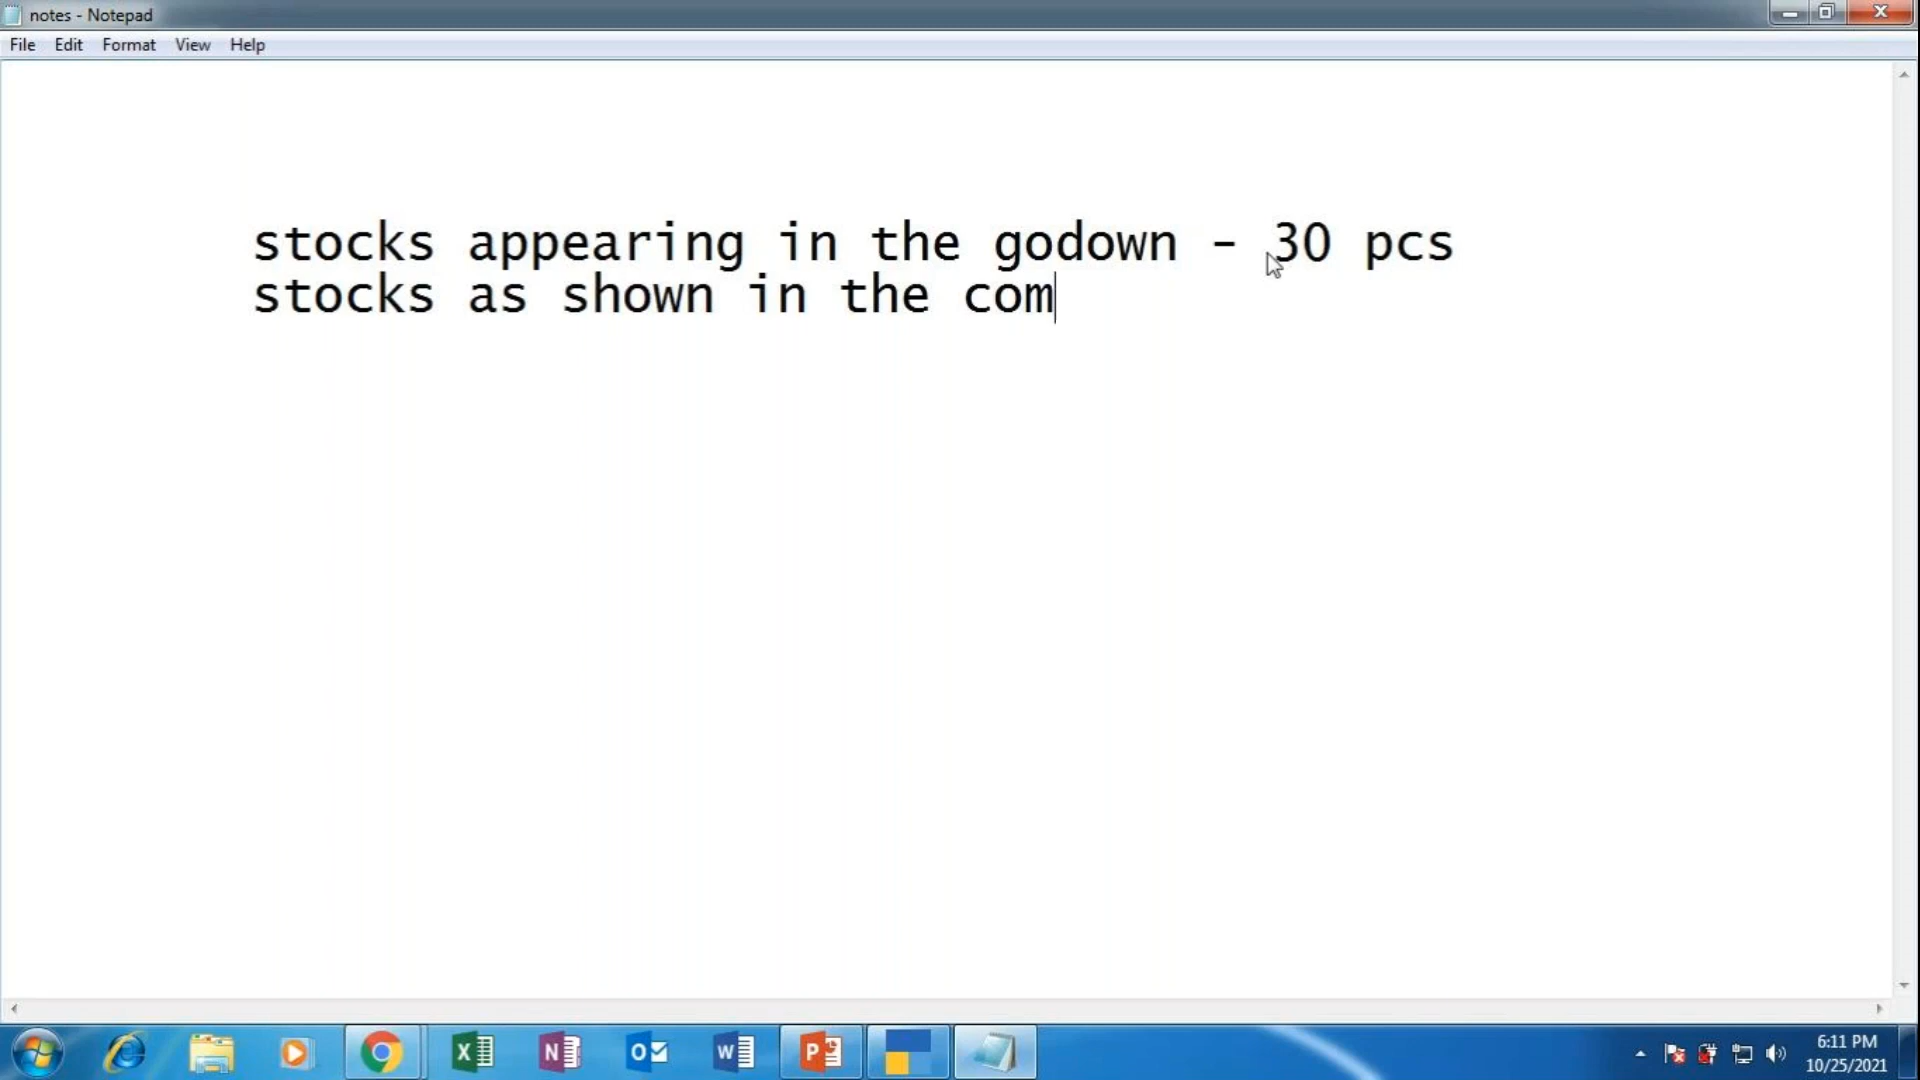 notes - Notepad
File Edit Format View Help
stocks appearing in the godown - 30 pcs
stocks as shown in the com
6:11 PM
10/25/2021